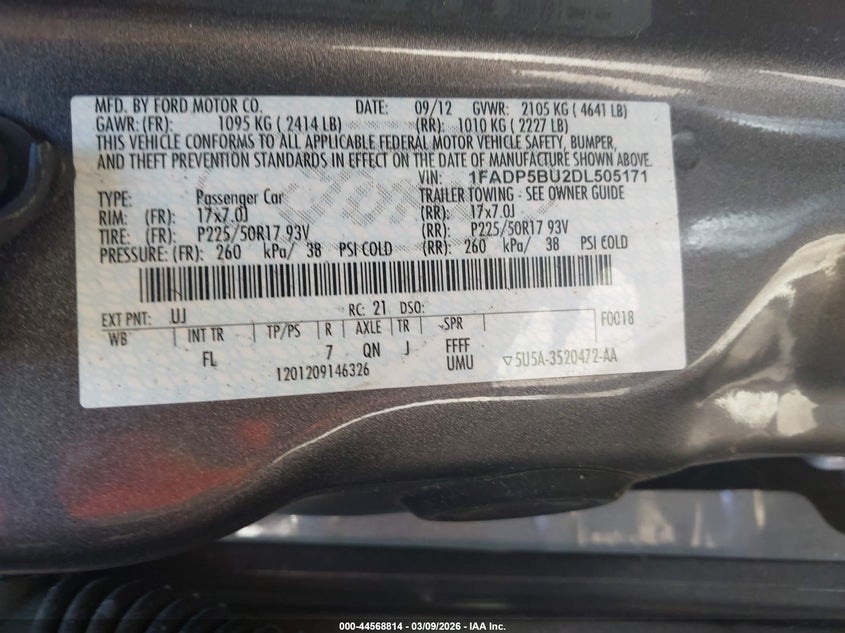 MFD. BY FORD MOTOR CO. DATE: 09/12 GVWR: 2105 KG ( 4641 LB)
GAWR: (FR): 1095 KG ( 2414 LB) (RR): 1010 KG ( 2227 LB)
THIS VEHICLE CONFORMS TO ALL APPLICABLE FEDERAL MOTOR VEHICLE SAFETY, BUMPER,
AND THEFT PREVENTION STANDARDS IN EFFECT ON THE DATE OF MANUFACTURE SHOWN ABOVE.
VIN: 1FADP5BU2DL505171
TYPE: Passenger Car TRAILER TOWING - SEE OWNER GUIDE
RIM: (FR): 17x7.0J (RR): 17x7.0J
TIRE: (FR): P225/50R17 93V (RR): P225/50R17 93V
PRESSURE: (FR): 260 kPa/ 38 PSI COLD (RR): 260 kPa/ 38 PSI COLD
EXT PNT: UJ RC: 21 DSO: F0018
WB INT TR TP/PS R AXLE TR SPR
FL 7 QN J FFFF
1201209146326 UMU ▽5U5A-3520472-AA
000-44568814 - 03/09/2026 - IAA Inc.